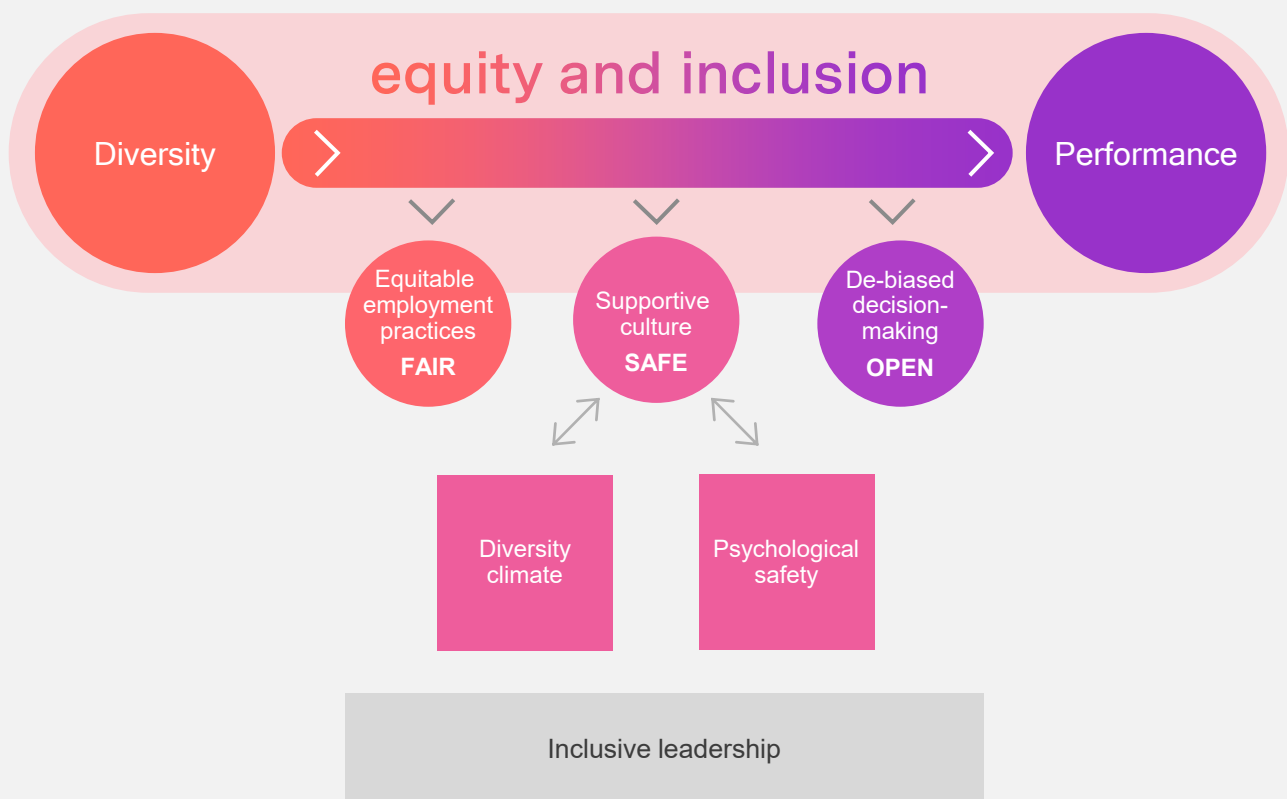 equity and inclusion
Diversity
Performance
Equitable
employment
practices
FAIR
Supportive
culture
SAFE
De-biased
decision-
making
OPEN
Diversity
climate
Psychological
safety
Inclusive leadership